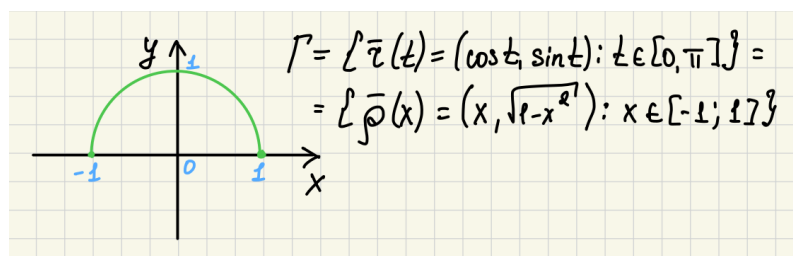 y
1
Γ = { r̄(t) = (cos t, sin t): t ∈ [0, π] } =
= { ρ̄(x) = (x, √1-x²): x ∈ [-1; 1] }
-1 0 1
x